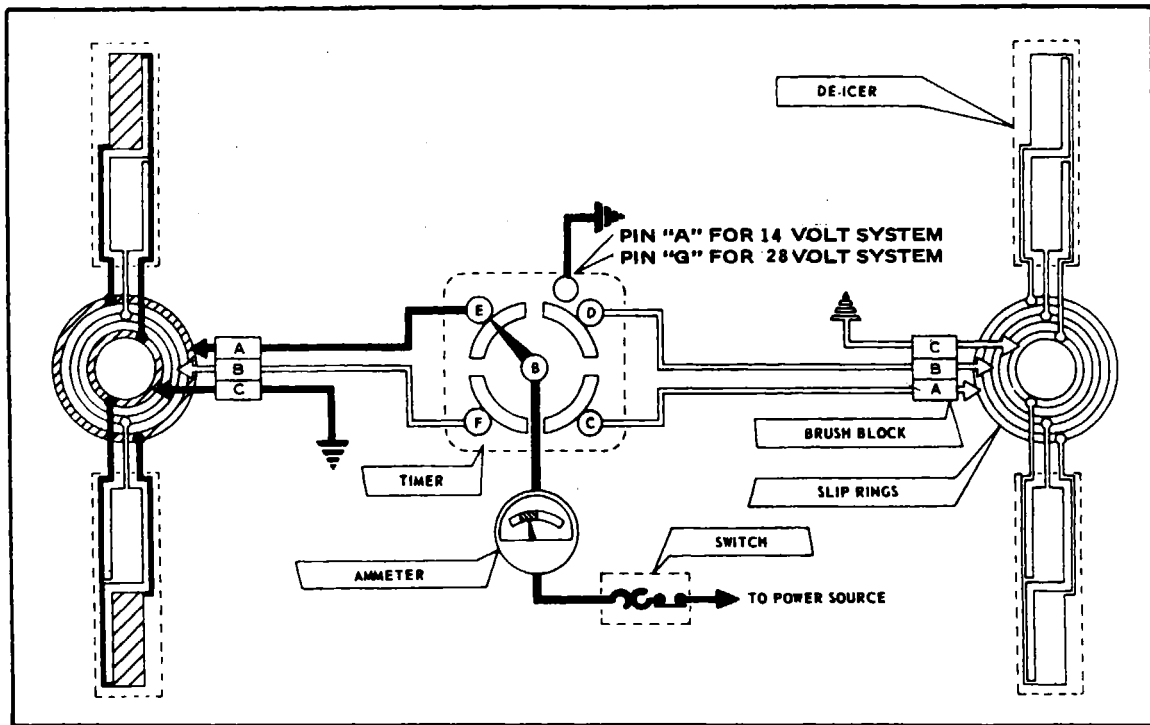 DE-ICER
PIN "A" FOR 14 VOLT SYSTEM
PIN "G" FOR 28 VOLT SYSTEM
E
D
A
B
C
B
F
C
C
B
A
BRUSH BLOCK
TIMER
SLIP RINGS
AMMETER
SWITCH
TO POWER SOURCE